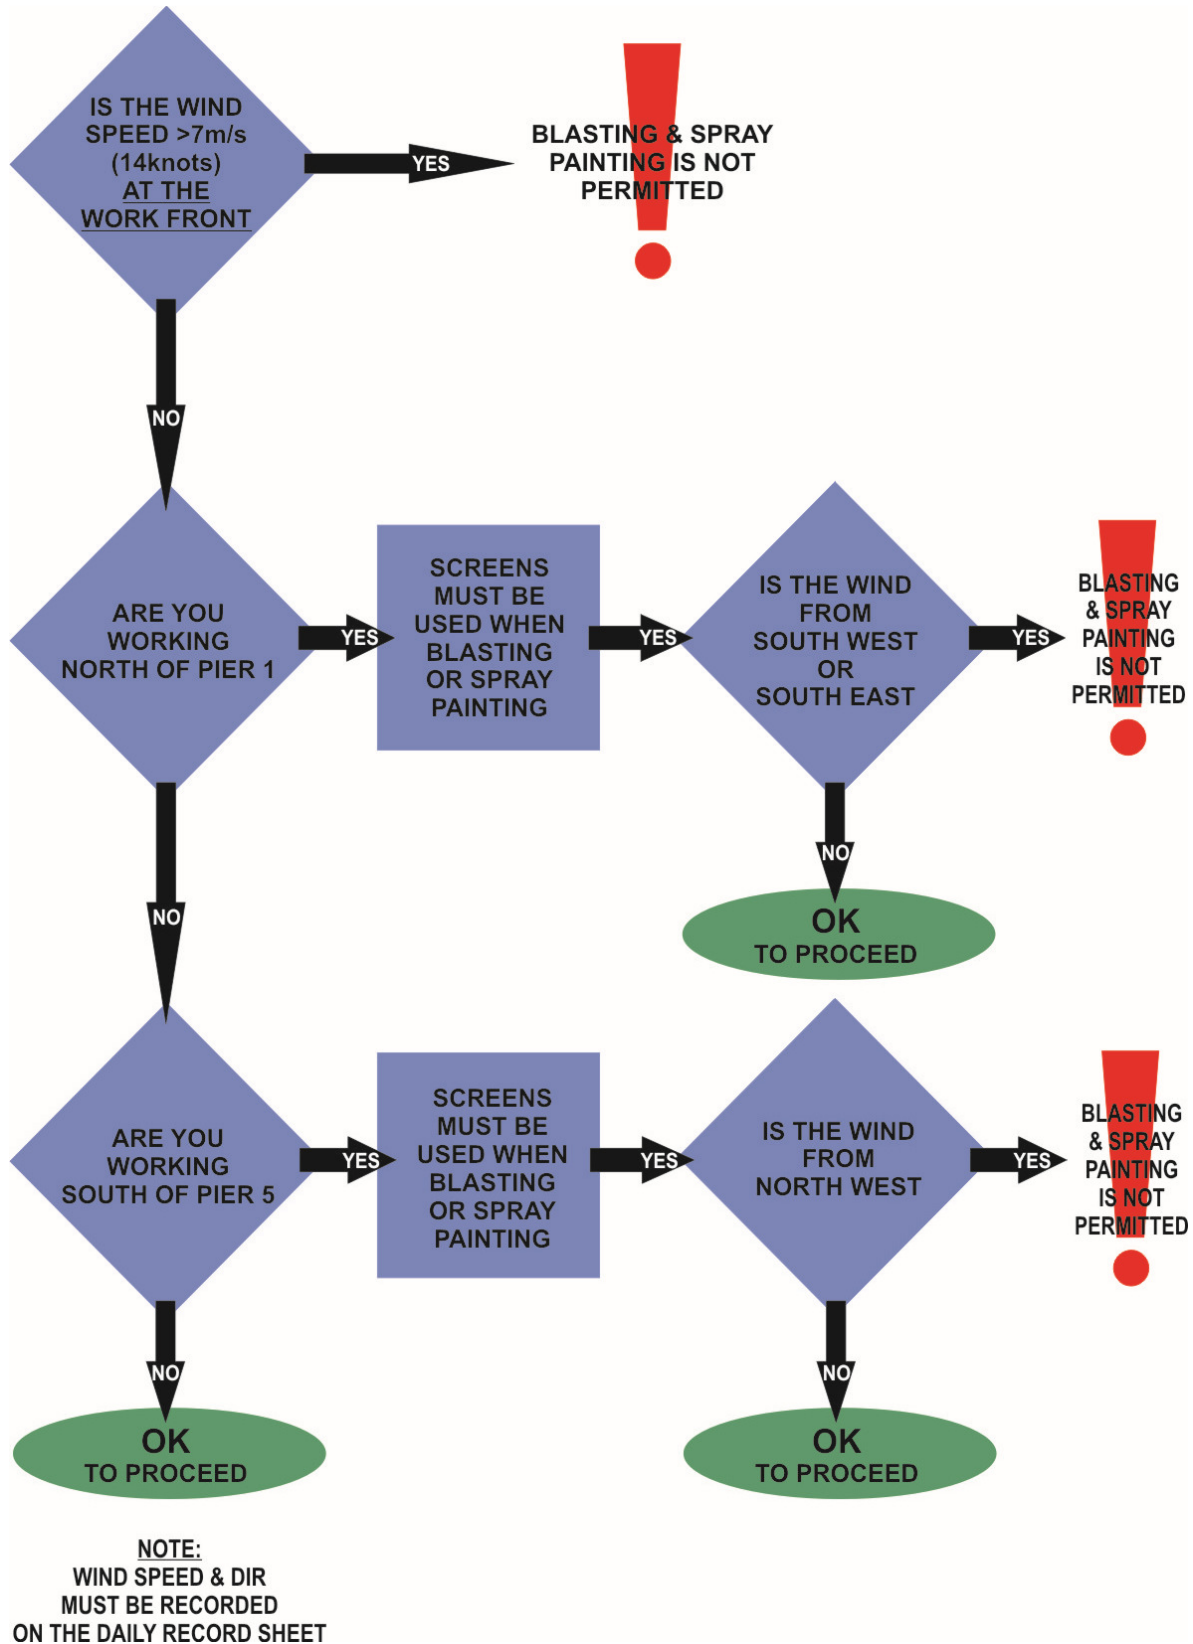 IS THE WIND
SPEED >7m/s
(14knots)
AT THE
WORK FRONT
YES
BLASTING & SPRAY
PAINTING IS NOT
PERMITTED
NO
ARE YOU
WORKING
NORTH OF PIER 1
YES
SCREENS
MUST BE
USED WHEN
BLASTING
OR SPRAY
PAINTING
YES
IS THE WIND
FROM
SOUTH WEST
OR
SOUTH EAST
YES
BLASTING
& SPRAY
PAINTING
IS NOT
PERMITTED
NO
OK
TO PROCEED
NO
ARE YOU
WORKING
SOUTH OF PIER 5
YES
SCREENS
MUST BE
USED WHEN
BLASTING
OR SPRAY
PAINTING
YES
IS THE WIND
FROM
NORTH WEST
YES
BLASTING
& SPRAY
PAINTING
IS NOT
PERMITTED
NO
OK
TO PROCEED
NO
OK
TO PROCEED
NOTE:
WIND SPEED & DIR
MUST BE RECORDED
ON THE DAILY RECORD SHEET